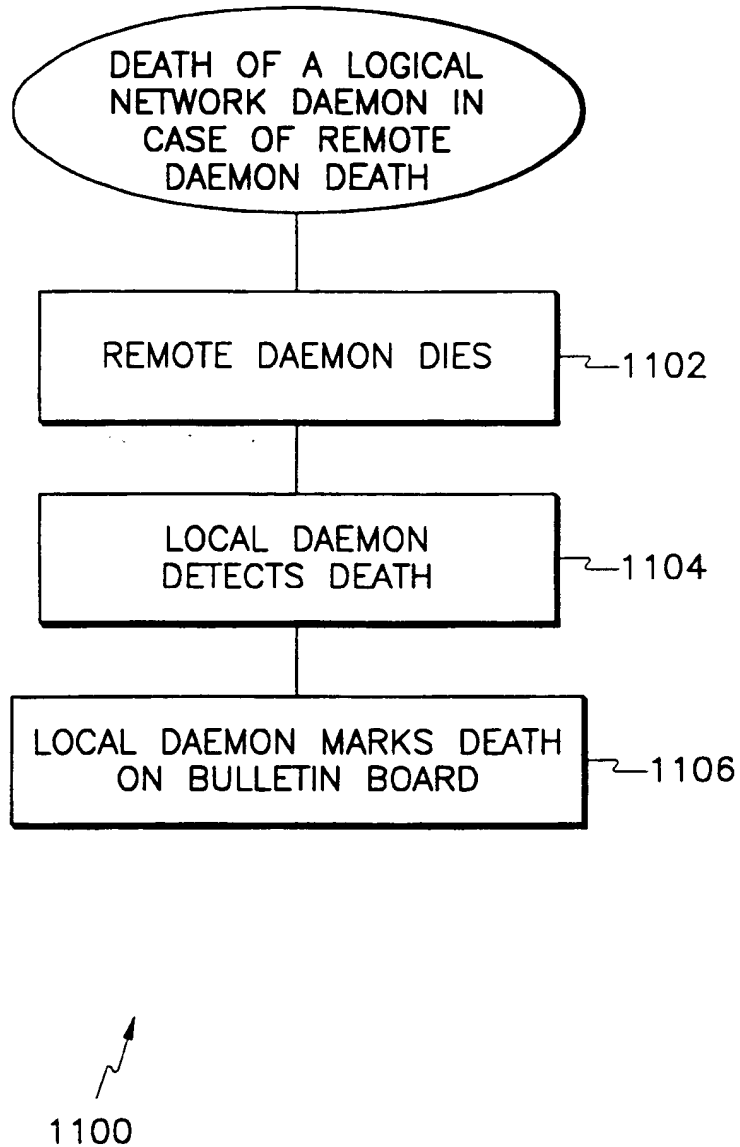 DEATH OF A LOGICAL
NETWORK DAEMON IN
CASE OF REMOTE
DAEMON DEATH
REMOTE DAEMON DIES
1102
LOCAL DAEMON
DETECTS DEATH
1104
LOCAL DAEMON MARKS DEATH
ON BULLETIN BOARD
1106
1100